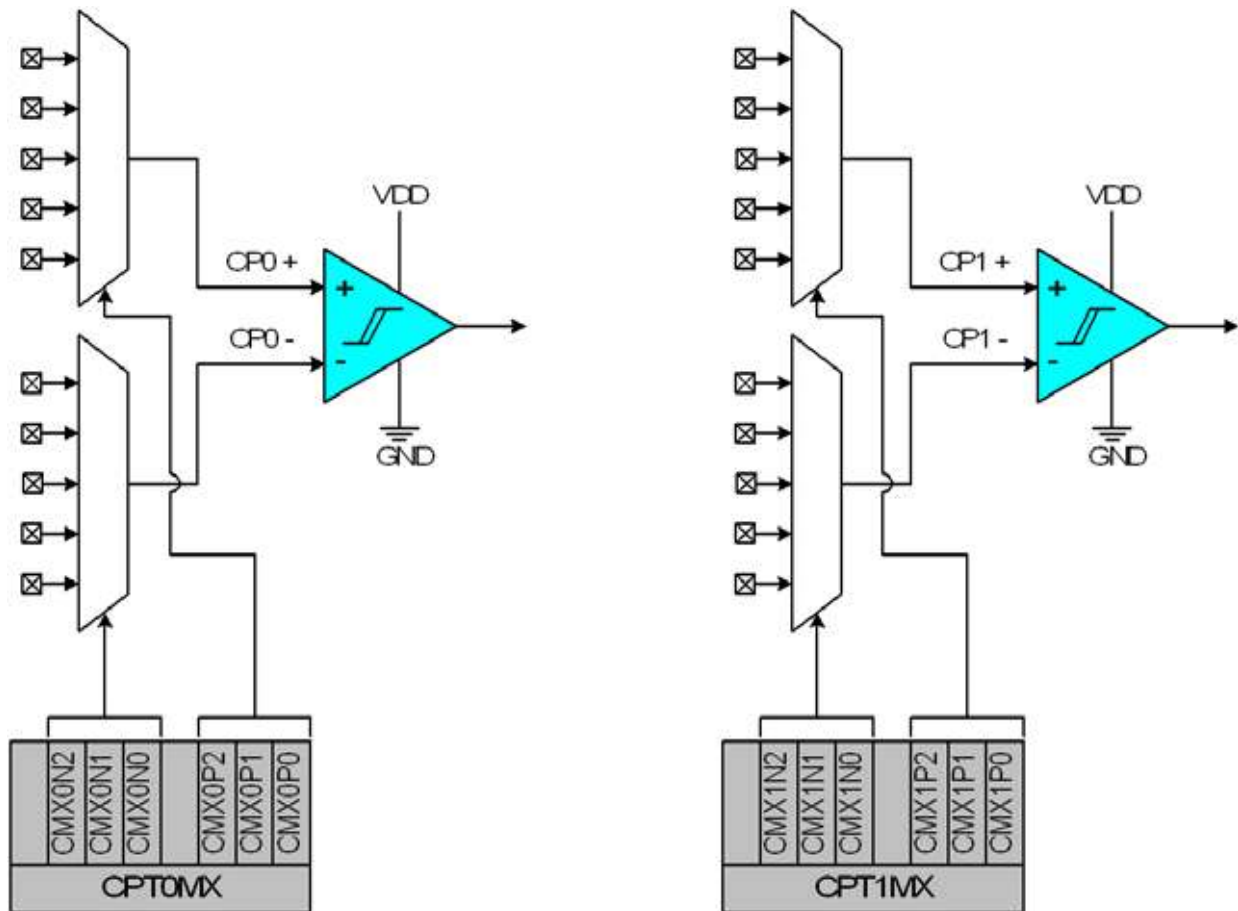 VDD
VDD
CP0 +
CP1 +
+
+
CP0 -
CP1 -
-
-
GND
GND
CMX0N2
CMX0N1
CMX0N0
CMX0P2
CMX0P1
CMX0P0
CMX1N2
CMX1N1
CMX1N0
CMX1P2
CMX1P1
CMX1P0
CPT0MX
CPT1MX